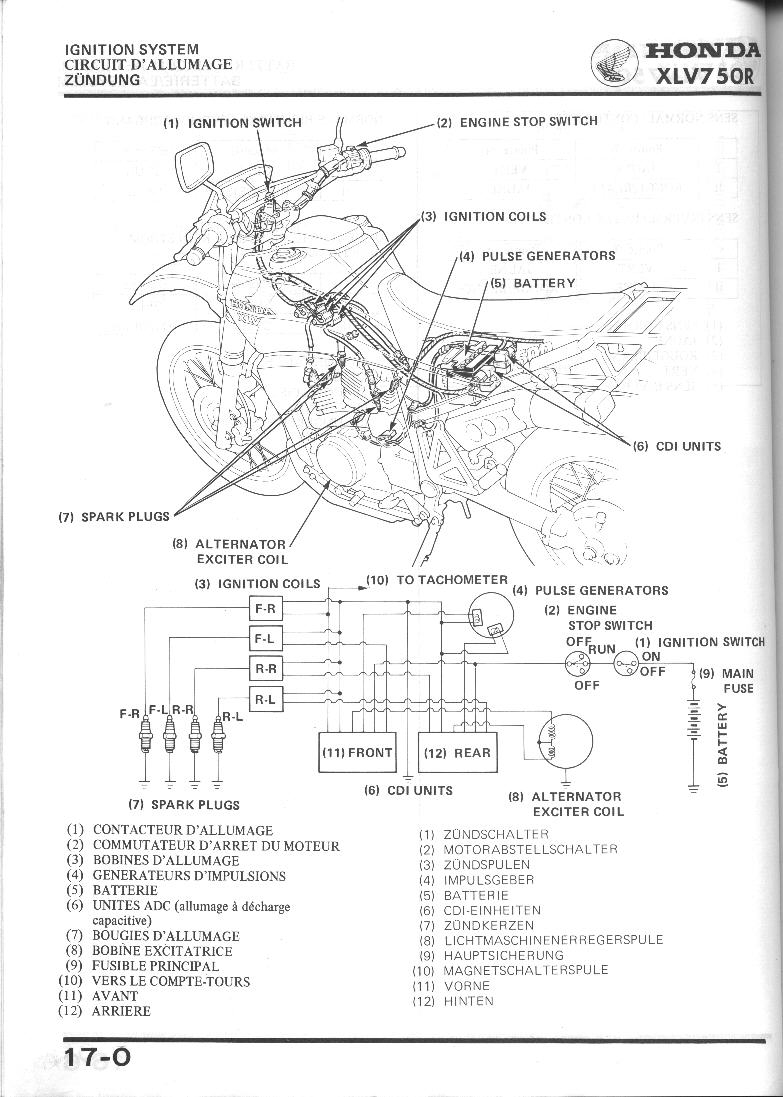 IGNITION SYSTEM
CIRCUIT D'ALLUMAGE
ZÜNDUNG
HONDA
XLV750R
(1) IGNITION SWITCH
(2) ENGINE STOP SWITCH
(3) IGNITION COILS
(4) PULSE GENERATORS
(5) BATTERY
(6) CDI UNITS
(7) SPARK PLUGS
(8) ALTERNATOR
EXCITER COIL
(3) IGNITION COILS
(10) TO TACHOMETER
(4) PULSE GENERATORS
(2) ENGINE
STOP SWITCH
OFF
RUN
OFF
(1) IGNITION SWITCH
ON
OFF
(9) MAIN
FUSE
(5) BATTERY
F-R
F-L
R-R
R-L
F-R
F-L
R-R
R-L
(11) FRONT
(12) REAR
(6) CDI UNITS
(7) SPARK PLUGS
(8) ALTERNATOR
EXCITER COIL
(1) CONTACTEUR D'ALLUMAGE
(2) COMMUTATEUR D'ARRET DU MOTEUR
(3) BOBINES D'ALLUMAGE
(4) GENERATEURS D'IMPULSIONS
(5) BATTERIE
(6) UNITES ADC (allumage à décharge
capacitive)
(7) BOUGIES D'ALLUMAGE
(8) BOBINE EXCITATRICE
(9) FUSIBLE PRINCIPAL
(10) VERS LE COMPTE-TOURS
(11) AVANT
(12) ARRIERE
(1) ZÜNDSCHALTER
(2) MOTORABSTELLSCHALTER
(3) ZÜNDSPULEN
(4) IMPULSGEBER
(5) BATTERIE
(6) CDI-EINHEITEN
(7) ZÜNDKERZEN
(8) LICHTMASCHINENERREGERSPULE
(9) HAUPTSICHERUNG
(10) MAGNETSCHALTERSPULE
(11) VORNE
(12) HINTEN
17-0